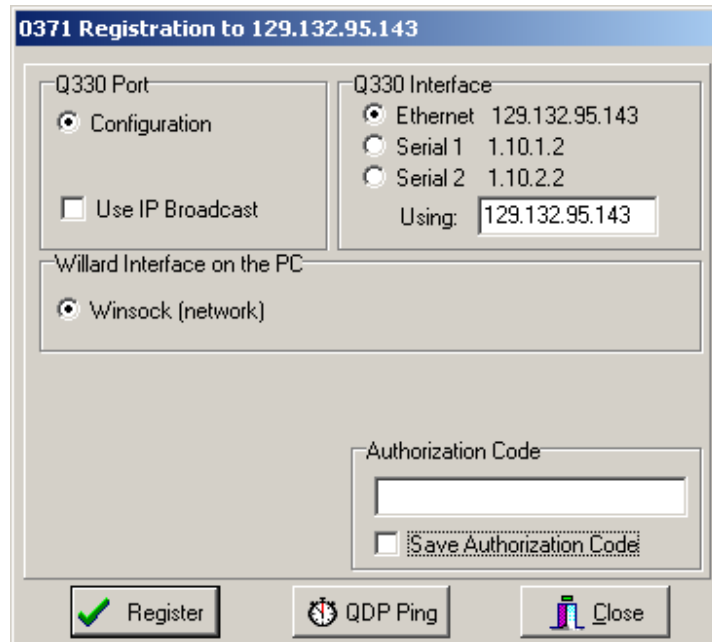 0371 Registration to 129.132.95.143
Q330 Port
Configuration
Use IP Broadcast
Q330 Interface
Ethernet 129.132.95.143
Serial 1 1.10.1.2
Serial 2 1.10.2.2
Using: 129.132.95.143
Willard Interface on the PC
Winsock (network)
Authorization Code
Save Authorization Code
Register
QDP Ping
Close